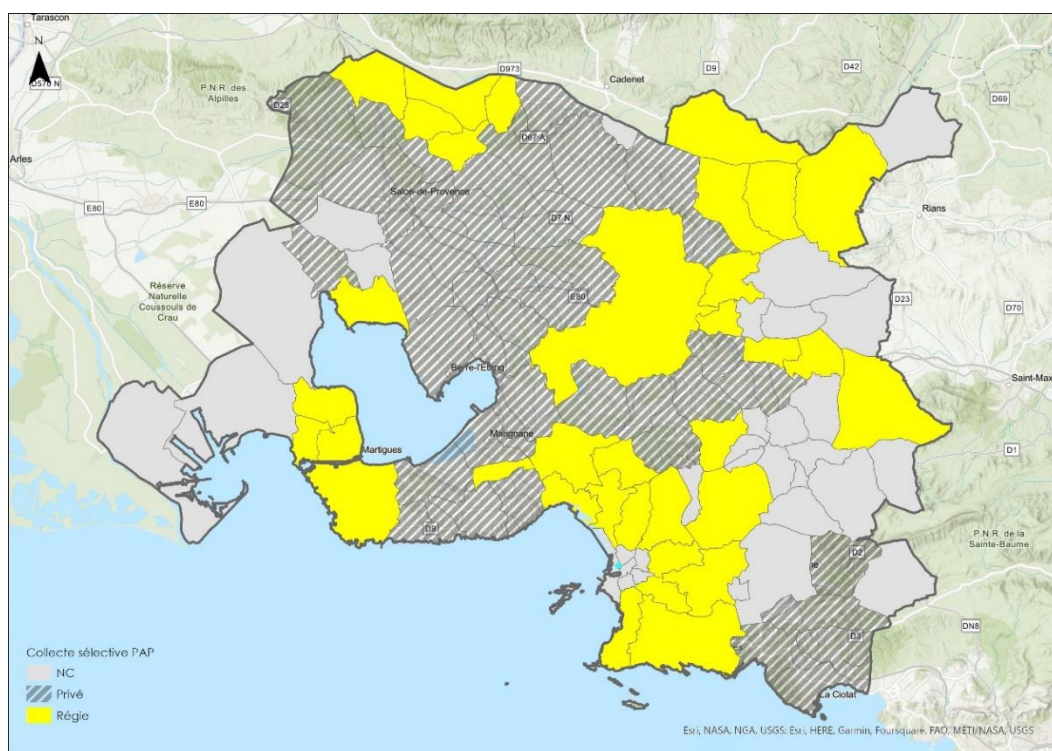 Tarascon
N
D570 N
P.N.R. des
Alpilles
D25
D973
Cadenet
D9
D42
D69
Arles
D67 A
E80
E80
Salon-de-Provence
D7 N
Rians
Réserve
Naturelle
Coussouls de
Crau
E80
D23
D70
Berre-l'Étang
Saint-Max
Martigues
Marignane
D1
D9
P.N.R. de la
Sainte-Baume
D2
DN8
D3
La Ciotat
Collecte sélective PAP
NC
Privé
Régie
Esri, NASA, NGA, USGS; Esri, HERE, Garmin, Foursquare, FAO, METI/NASA, USGS